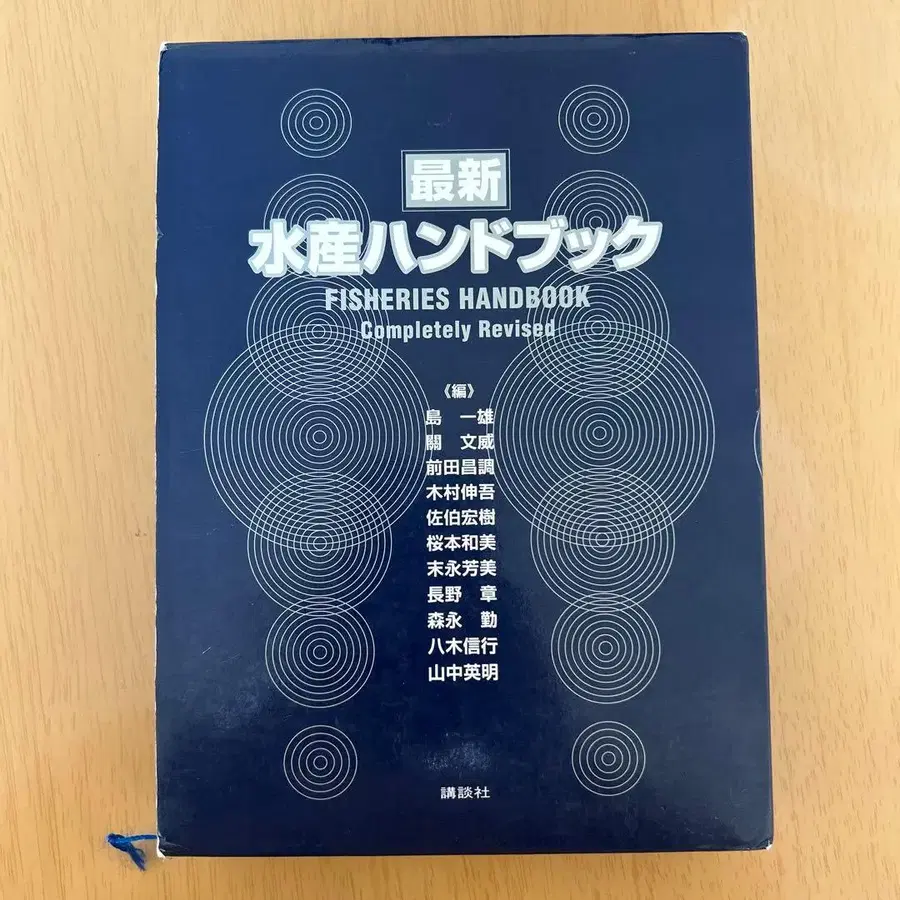 最新
水産ハンドブック
FISHERIES HANDBOOK
Completely Revised
《編》
島 一雄
關 文威
前田昌調
木村伸吾
佐伯宏樹
桜本和美
末永芳美
長野 章
森永 勤
八木信行
山中英明
講談社